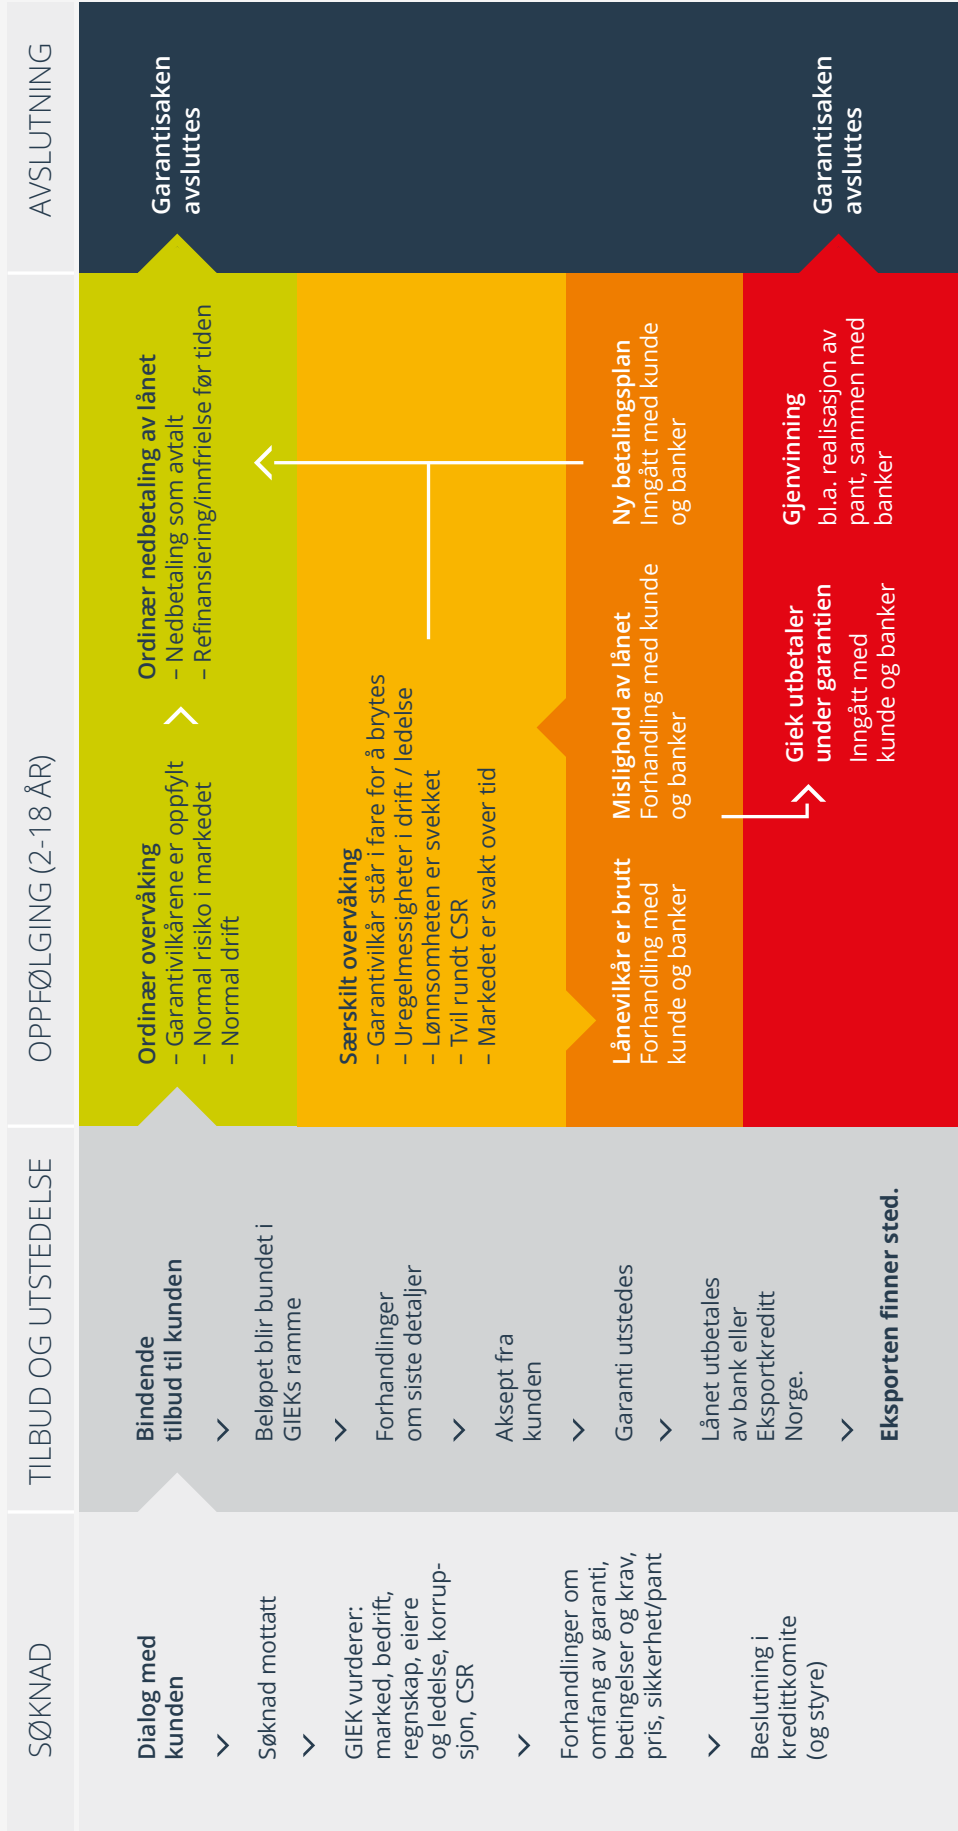 SØKNAD
TILBUD OG UTSTEDELSE
OPPFØLGING (2-18 ÅR)
AVSLUTNING
Dialog med
kunden
Søknad mottatt
GIEK vurderer:
marked, bedrift,
regnskap, eiere
og ledelse, korrup-
sjon, CSR
Forhandlinger om
omfang av garanti,
betingelser og krav,
pris, sikkerhet/pant
Beslutning i
kredittkomite
(og styre)
Bindende
tilbud til kunden
Beløpet blir bundet i
GIEKs ramme
Forhandlinger
om siste detaljer
Aksept fra
kunden
Garanti utstedes
Lånet utbetales
av bank eller
Eksportkreditt
Norge.
Eksporten finner sted.
Ordinær overvåking
– Garantivilkårene er oppfylt
– Normal risiko i markedet
– Normal drift
Ordinær nedbetaling av lånet
– Nedbetaling som avtalt
– Refinansiering/innfrielse før tiden
Særskilt overvåking
– Garantivilkår står i fare for å brytes
– Uregelmessigheter i drift / ledelse
– Lønnsomheten er svekket
– Tvil rundt CSR
– Markedet er svakt over tid
Lånevilkår er brutt
Forhandling med
kunde og banker
Mislighold av lånet
Forhandling med kunde
og banker
Ny betalingsplan
Inngått med kunde
og banker
Giek utbetaler
under garantien
Inngått med
kunde og banker
Gjenvinning
bl.a. realisasjon av
pant, sammen med
banker
Garantisaken
avsluttes
Garantisaken
avsluttes